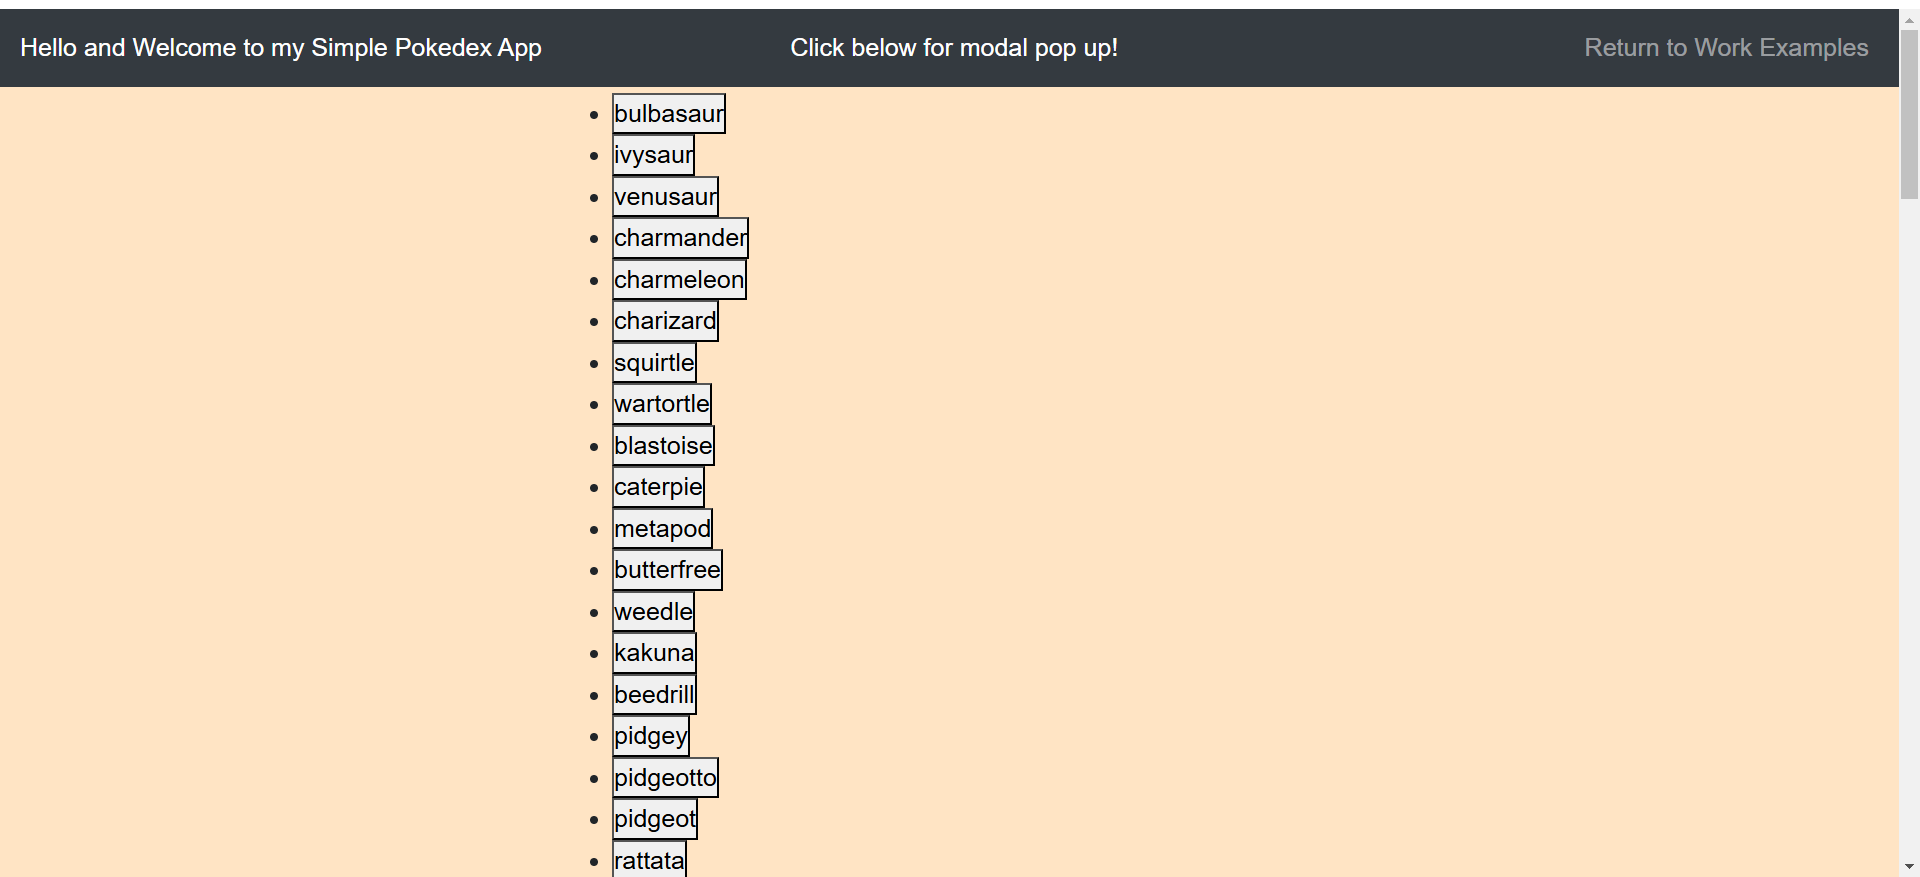 Hello and Welcome to my Simple Pokedex App
Click below for modal pop up!
Return to Work Examples
bulbasaur
ivysaur
venusaur
charmander
charmeleon
charizard
squirtle
wartortle
blastoise
caterpie
metapod
butterfree
weedle
kakuna
beedrill
pidgey
pidgeotto
pidgeot
rattata